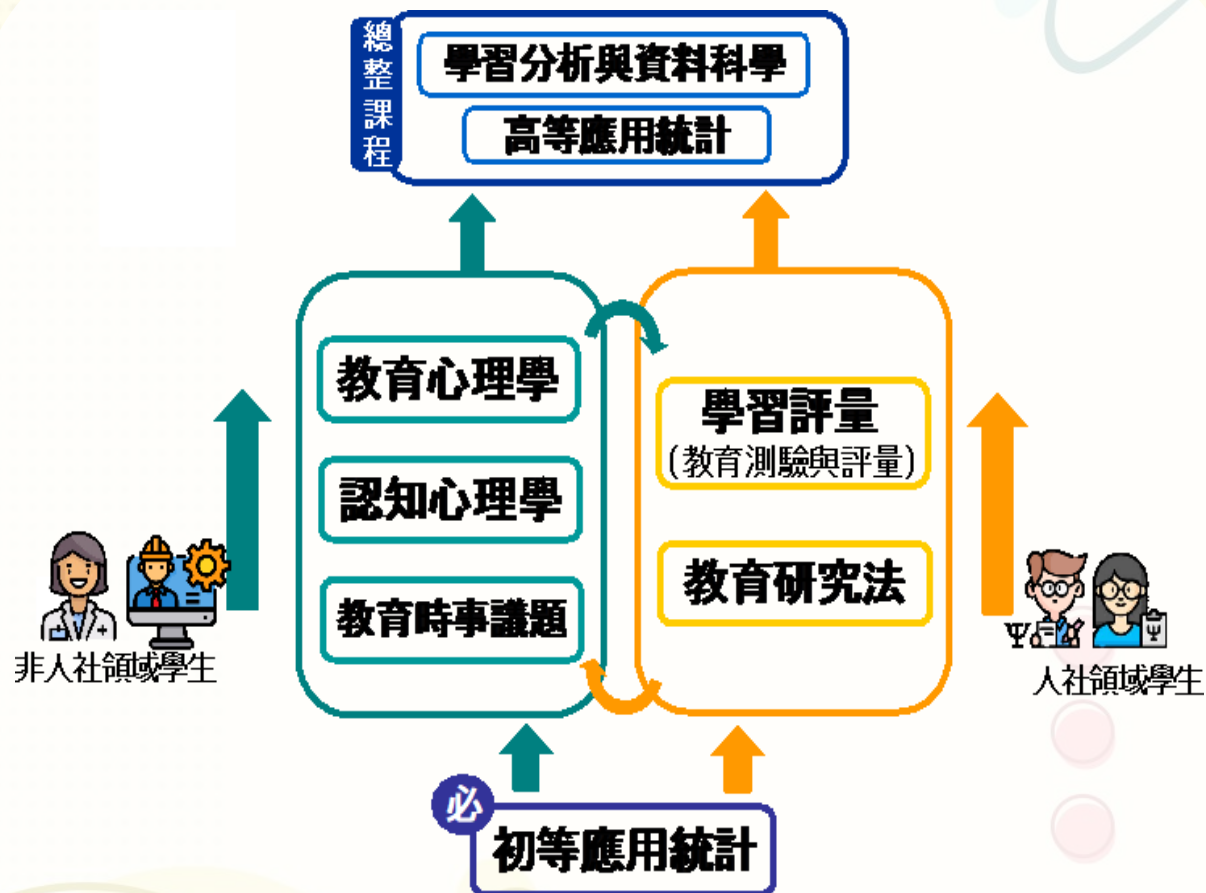 總整課程
學習分析與資料科學
高等應用統計
教育心理學
認知心理學
教育時事議題
學習評量
(教育測驗與評量)
教育研究法
非人社領域學生
Ψ
Ψ
人社領域學生
必
初等應用統計